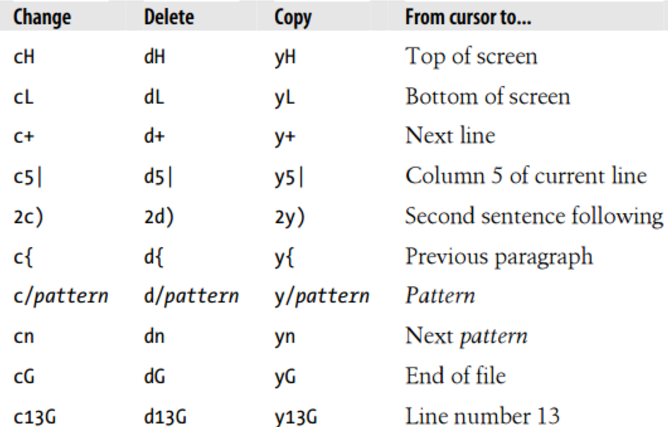 Change Delete Copy From cursor to...
cH dH yH Top of screen
cL dL yL Bottom of screen
c+ d+ y+ Next line
c5| d5| y5| Column 5 of current line
2c) 2d) 2y) Second sentence following
c{ d{ y{ Previous paragraph
c/pattern d/pattern y/pattern Pattern
cn dn yn Next pattern
cG dG yG End of file
c13G d13G y13G Line number 13